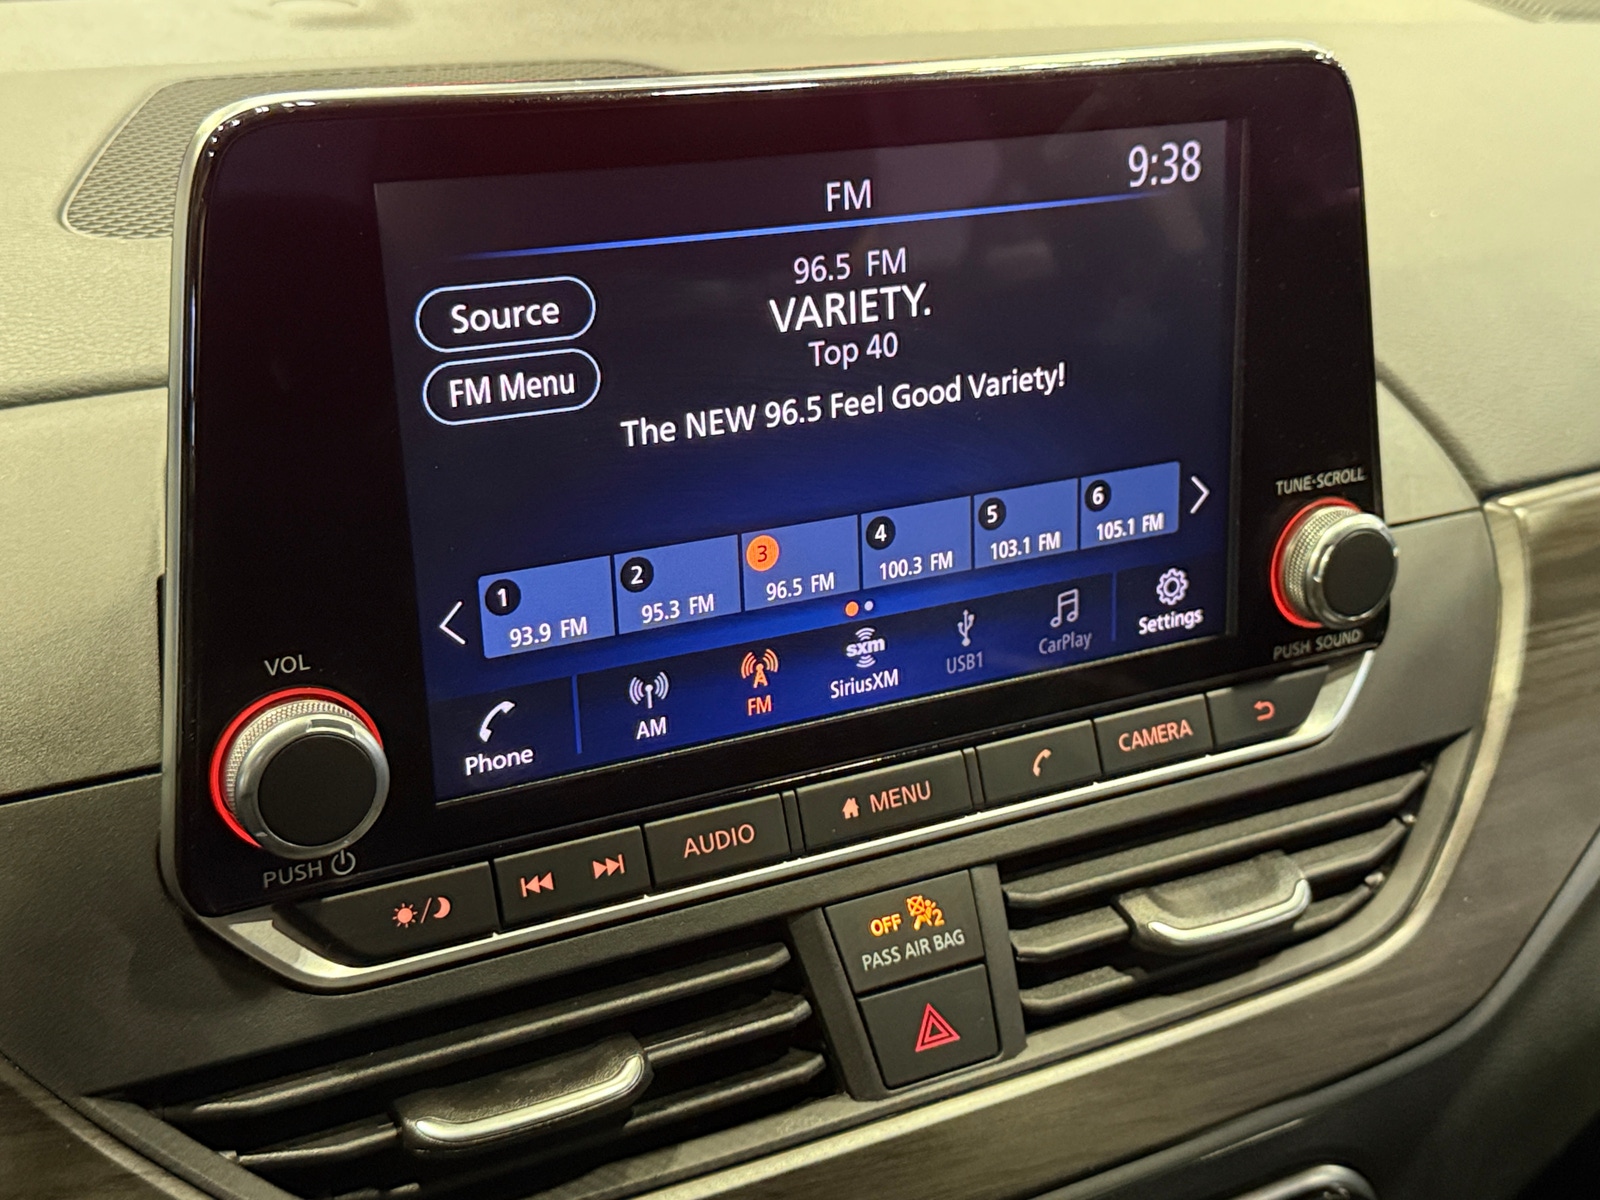 FM
9:38
Source
96.5 FM
VARIETY.
Top 40
FM Menu
The NEW 96.5 Feel Good Variety!
1
93.9 FM
2
95.3 FM
3
96.5 FM
4
100.3 FM
5
103.1 FM
6
105.1 FM
Phone
AM
FM
sxm
SiriusXM
USB1
CarPlay
Settings
VOL
PUSH
TUNE·SCROLL
PUSH SOUND
AUDIO
MENU
CAMERA
OFF 2
PASS AIR BAG